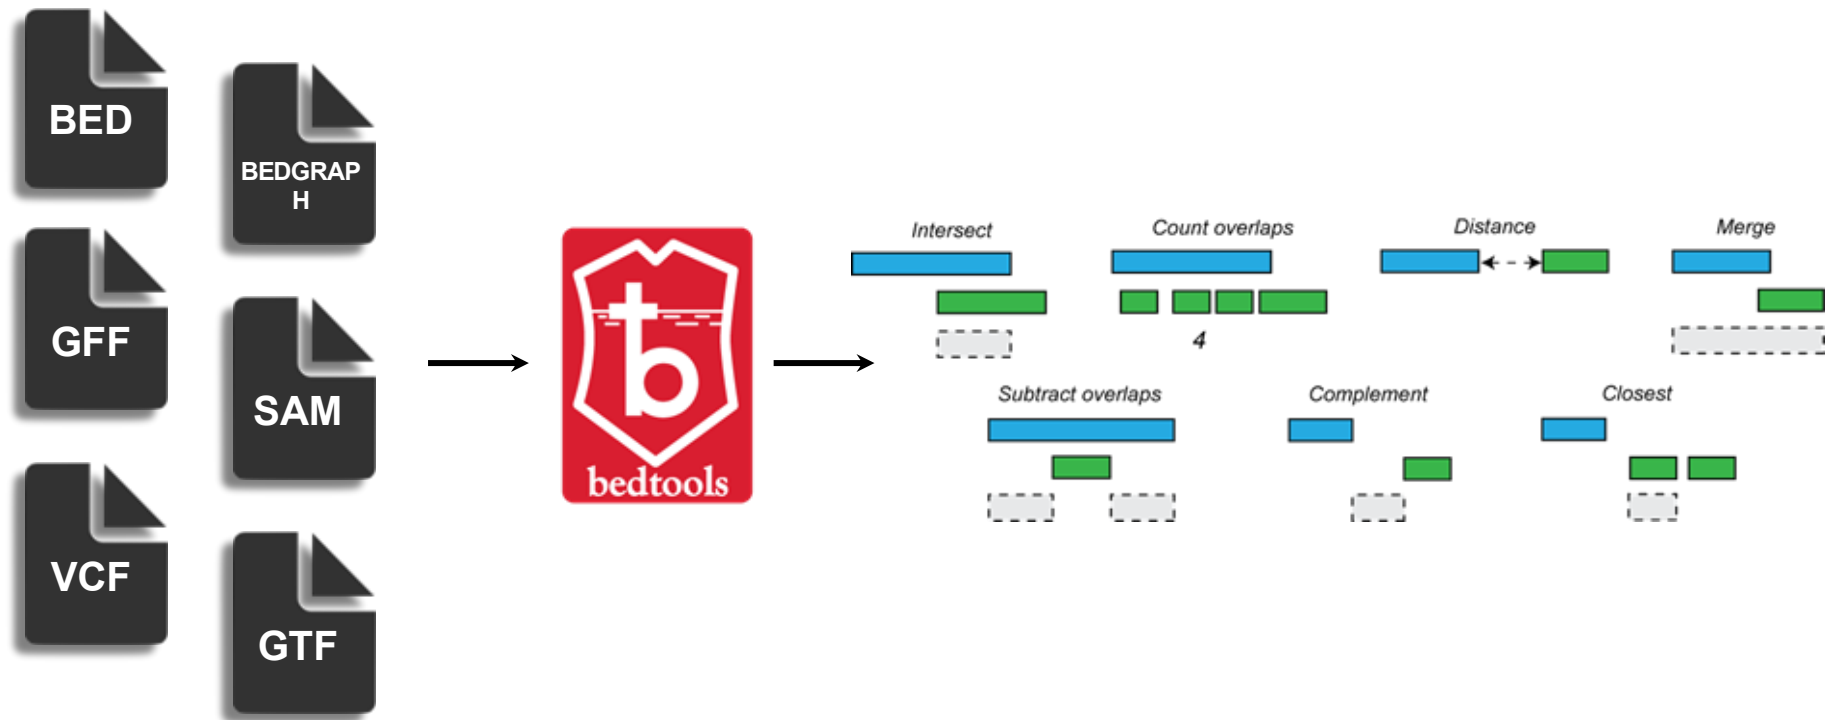 BED
BEDGRAP
H
GFF
SAM
VCF
GTF
b
bedtools
Intersect
Count overlaps
4
Distance
Merge
Subtract overlaps
Complement
Closest